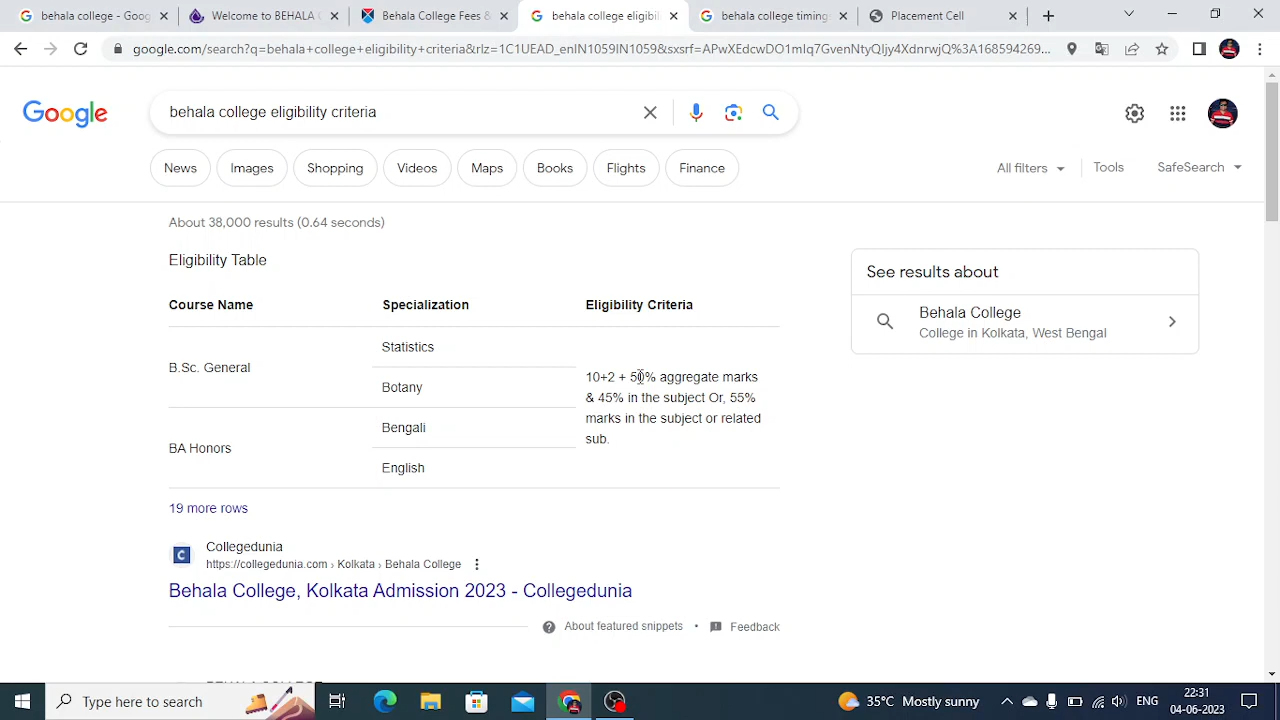 behala college - Goog
Welcome to BEHALA C
Behala College Fees &
behala college eligibil
behala college timing
Placement Cell
google.com/search?q=behala+college+eligibility+criteria&rlz=1C1UEAD_enIN1059IN1059&sxsrf=APwXEdcwDO1mlq7GvenNtyQljy4XdnrwjQ%3A168594269...
Google
behala college eligibility criteria
News
Images
Shopping
Videos
Maps
Books
Flights
Finance
All filters
Tools
SafeSearch
About 38,000 results (0.64 seconds)
Eligibility Table
Course Name
Specialization
Eligibility Criteria
B.Sc. General
Statistics
Botany
BA Honors
Bengali
English
10+2 + 50% aggregate marks
& 45% in the subject Or, 55%
marks in the subject or related
sub.
19 more rows
See results about
Behala College
College in Kolkata, West Bengal
Collegedunia
https://collegedunia.com › Kolkata › Behala College
Behala College, Kolkata Admission 2023 - Collegedunia
About featured snippets
•
Feedback
Type here to search
35°C Mostly sunny
ENG
22:31
04-06-2023